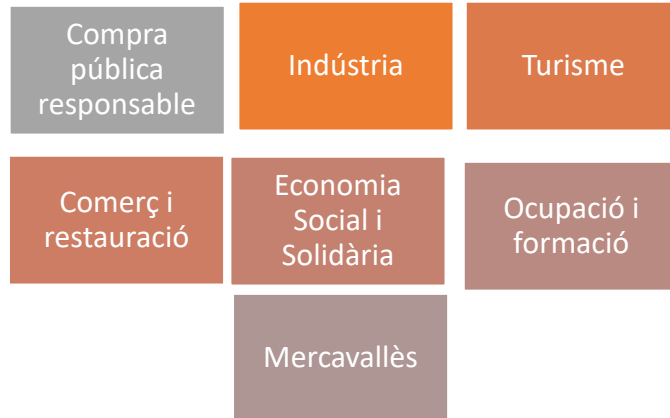 Compra
pública
responsable
Indústria
Turisme
Comerç i
restauració
Economia
Social i
Solidària
Ocupació i
formació
Mercavallès